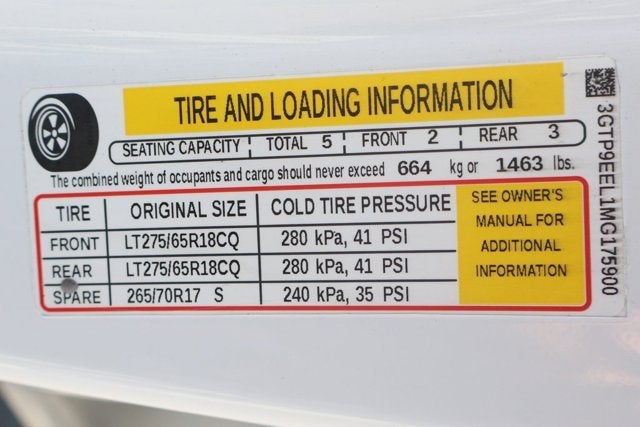 TIRE AND LOADING INFORMATION
SEATING CAPACITY TOTAL 5 FRONT 2 REAR 3
The combined weight of occupants and cargo should never exceed 664 kg or 1463 lbs.
TIRE ORIGINAL SIZE COLD TIRE PRESSURE
FRONT LT275/65R18CQ 280 kPa, 41 PSI
REAR LT275/65R18CQ 280 kPa, 41 PSI
SPARE 265/70R17 S 240 kPa, 35 PSI
SEE OWNER'S
MANUAL FOR
ADDITIONAL
INFORMATION
3GTP9EEL1MG175900